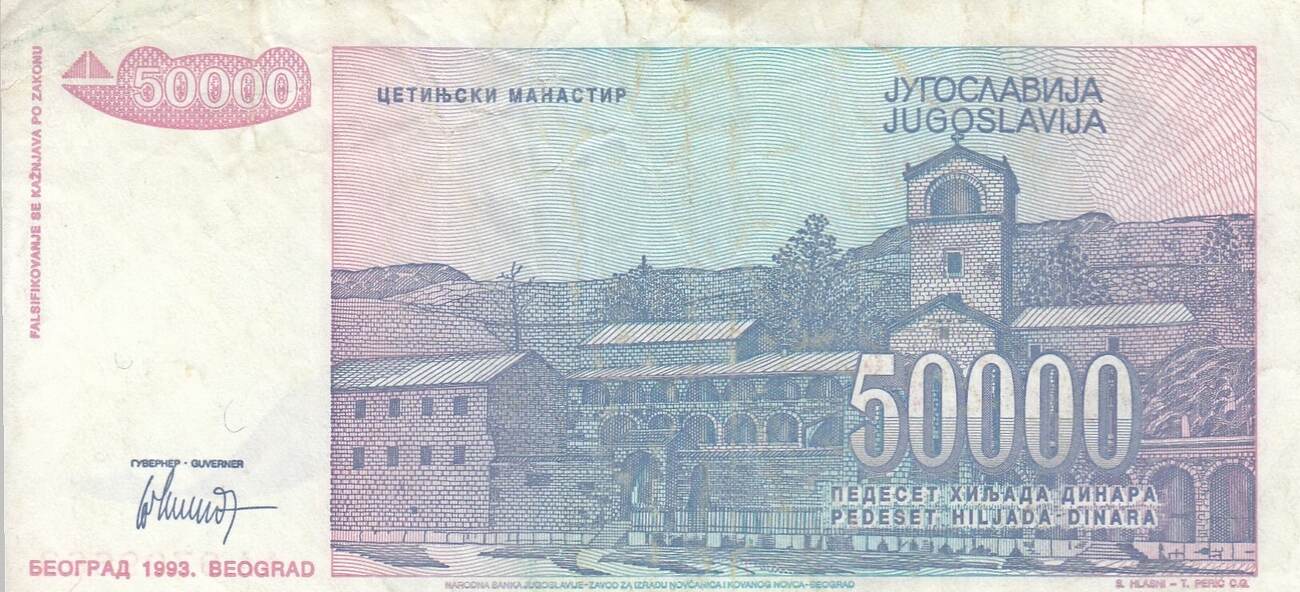 FALSIFIKOVANJE SE KAŽNJAVA PO ZAKONU
50000
ЦЕТИЊСКИ МАНАСТИР
ЈУГОСЛАВИЈА
JUGOSLAVIJA
50000
ПЕДЕСЕТ ХИЉАДА ДИНАРА
PEDESET HILJADA DINARA
ГУВЕРНЕР - GUVERNER
БЕОГРАД 1993. BEOGRAD
NARODNA BANKA JUGOSLAVIJE-ZAVOD ZA IZRADU NOVČANICA I KOVANOG NOVCA-BEOGRAD
S. HLASNI – T. PERIĆ C.G.